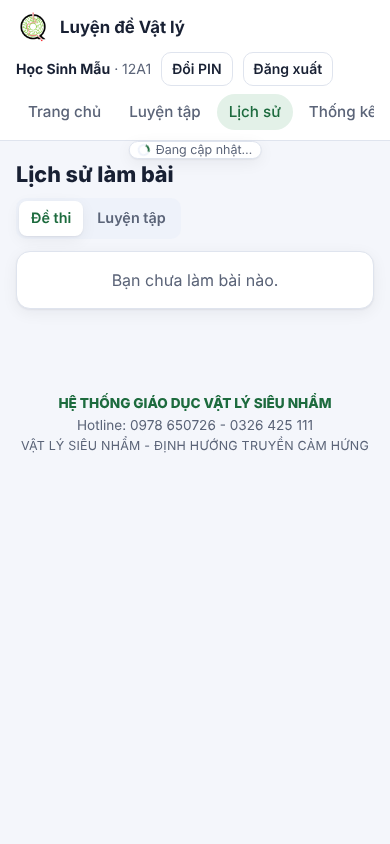 Luyện đề Vật lý
Học Sinh Mẫu · 12A1 Đổi PIN Đăng xuất
Trang chủ Luyện tập Lịch sử Thống kê
Đang cập nhật...
Lịch sử làm bài
Đề thi Luyện tập
Bạn chưa làm bài nào.
HỆ THỐNG GIÁO DỤC VẬT LÝ SIÊU NHẨM
Hotline: 0978 650726 - 0326 425 111
VẬT LÝ SIÊU NHẨM - ĐỊNH HƯỚNG TRUYỀN CẢM HỨNG